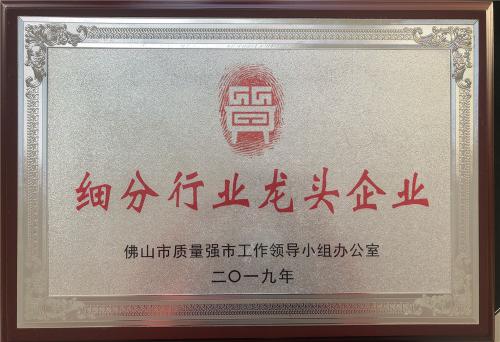 细分行业龙头企业
佛山市质量强市工作领导小组办公室
二〇一九年